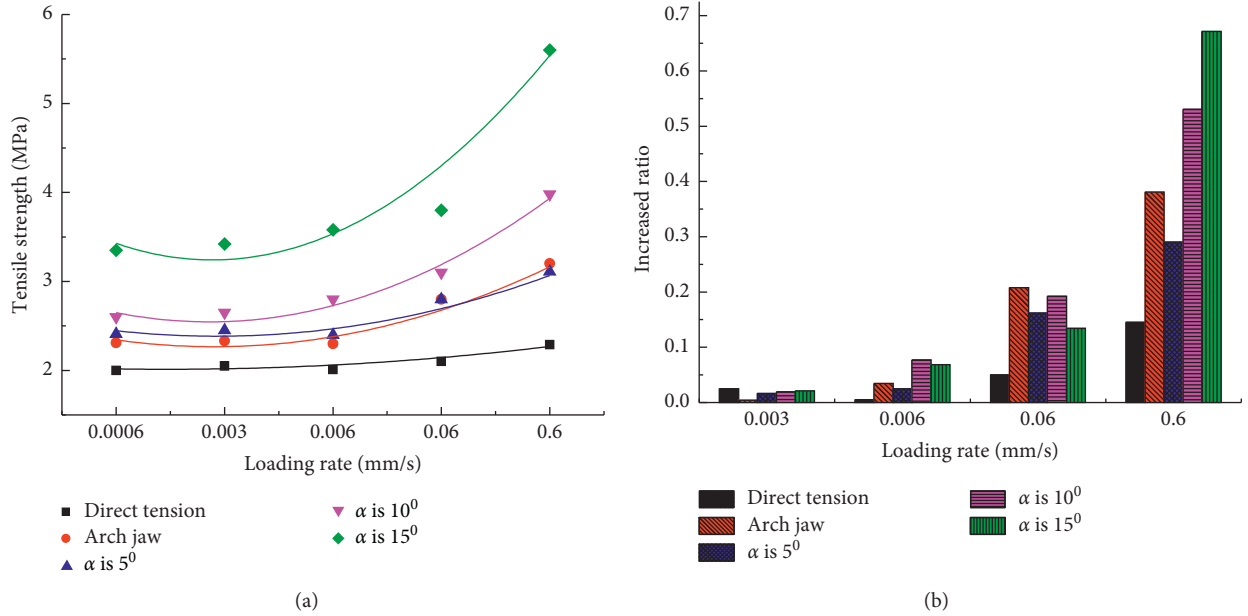 6
5
4
3
2
Tensile strength (MPa)
0.0006 0.003 0.006 0.06 0.6
Loading rate (mm/s)
Direct tension
Arch jaw
α is 5⁰
α is 10⁰
α is 15⁰
(a)
0.7
0.6
0.5
0.4
0.3
0.2
0.1
0.0
Increased ratio
0.003 0.006 0.06 0.6
Loading rate (mm/s)
Direct tension
Arch jaw
α is 5⁰
α is 10⁰
α is 15⁰
(b)